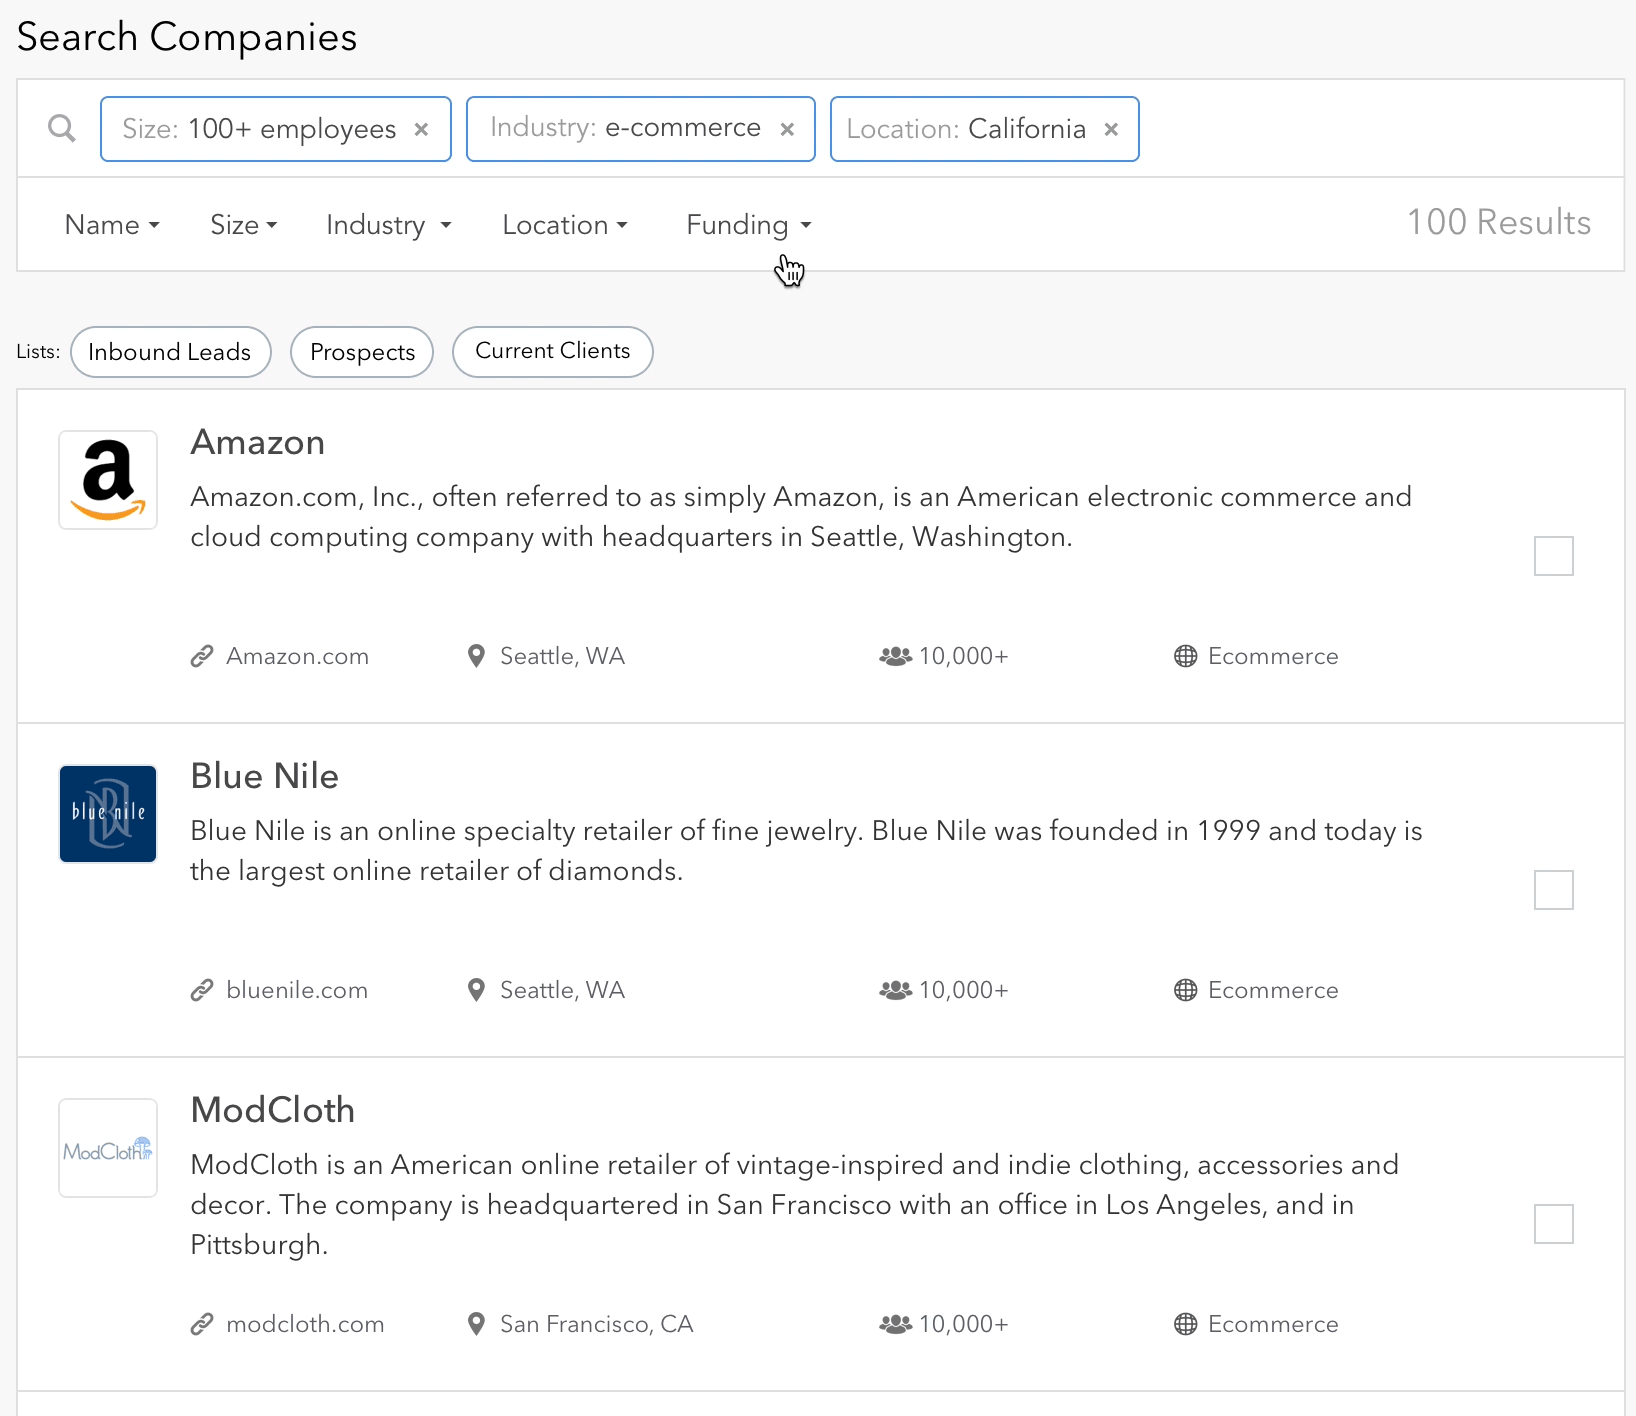 Search Companies
Size: 100+ employees × Industry: e-commerce × Location: California ×
Name Size Industry Location Funding 100 Results
Lists: Inbound Leads Prospects Current Clients
Amazon
a
Amazon.com, Inc., often referred to as simply Amazon, is an American electronic commerce and
cloud computing company with headquarters in Seattle, Washington.
Amazon.com Seattle, WA 10,000+ Ecommerce
Blue Nile
blue nile
Blue Nile is an online specialty retailer of fine jewelry. Blue Nile was founded in 1999 and today is
the largest online retailer of diamonds.
bluenile.com Seattle, WA 10,000+ Ecommerce
ModCloth
ModCloth
ModCloth is an American online retailer of vintage-inspired and indie clothing, accessories and
decor. The company is headquartered in San Francisco with an office in Los Angeles, and in
Pittsburgh.
modcloth.com San Francisco, CA 10,000+ Ecommerce